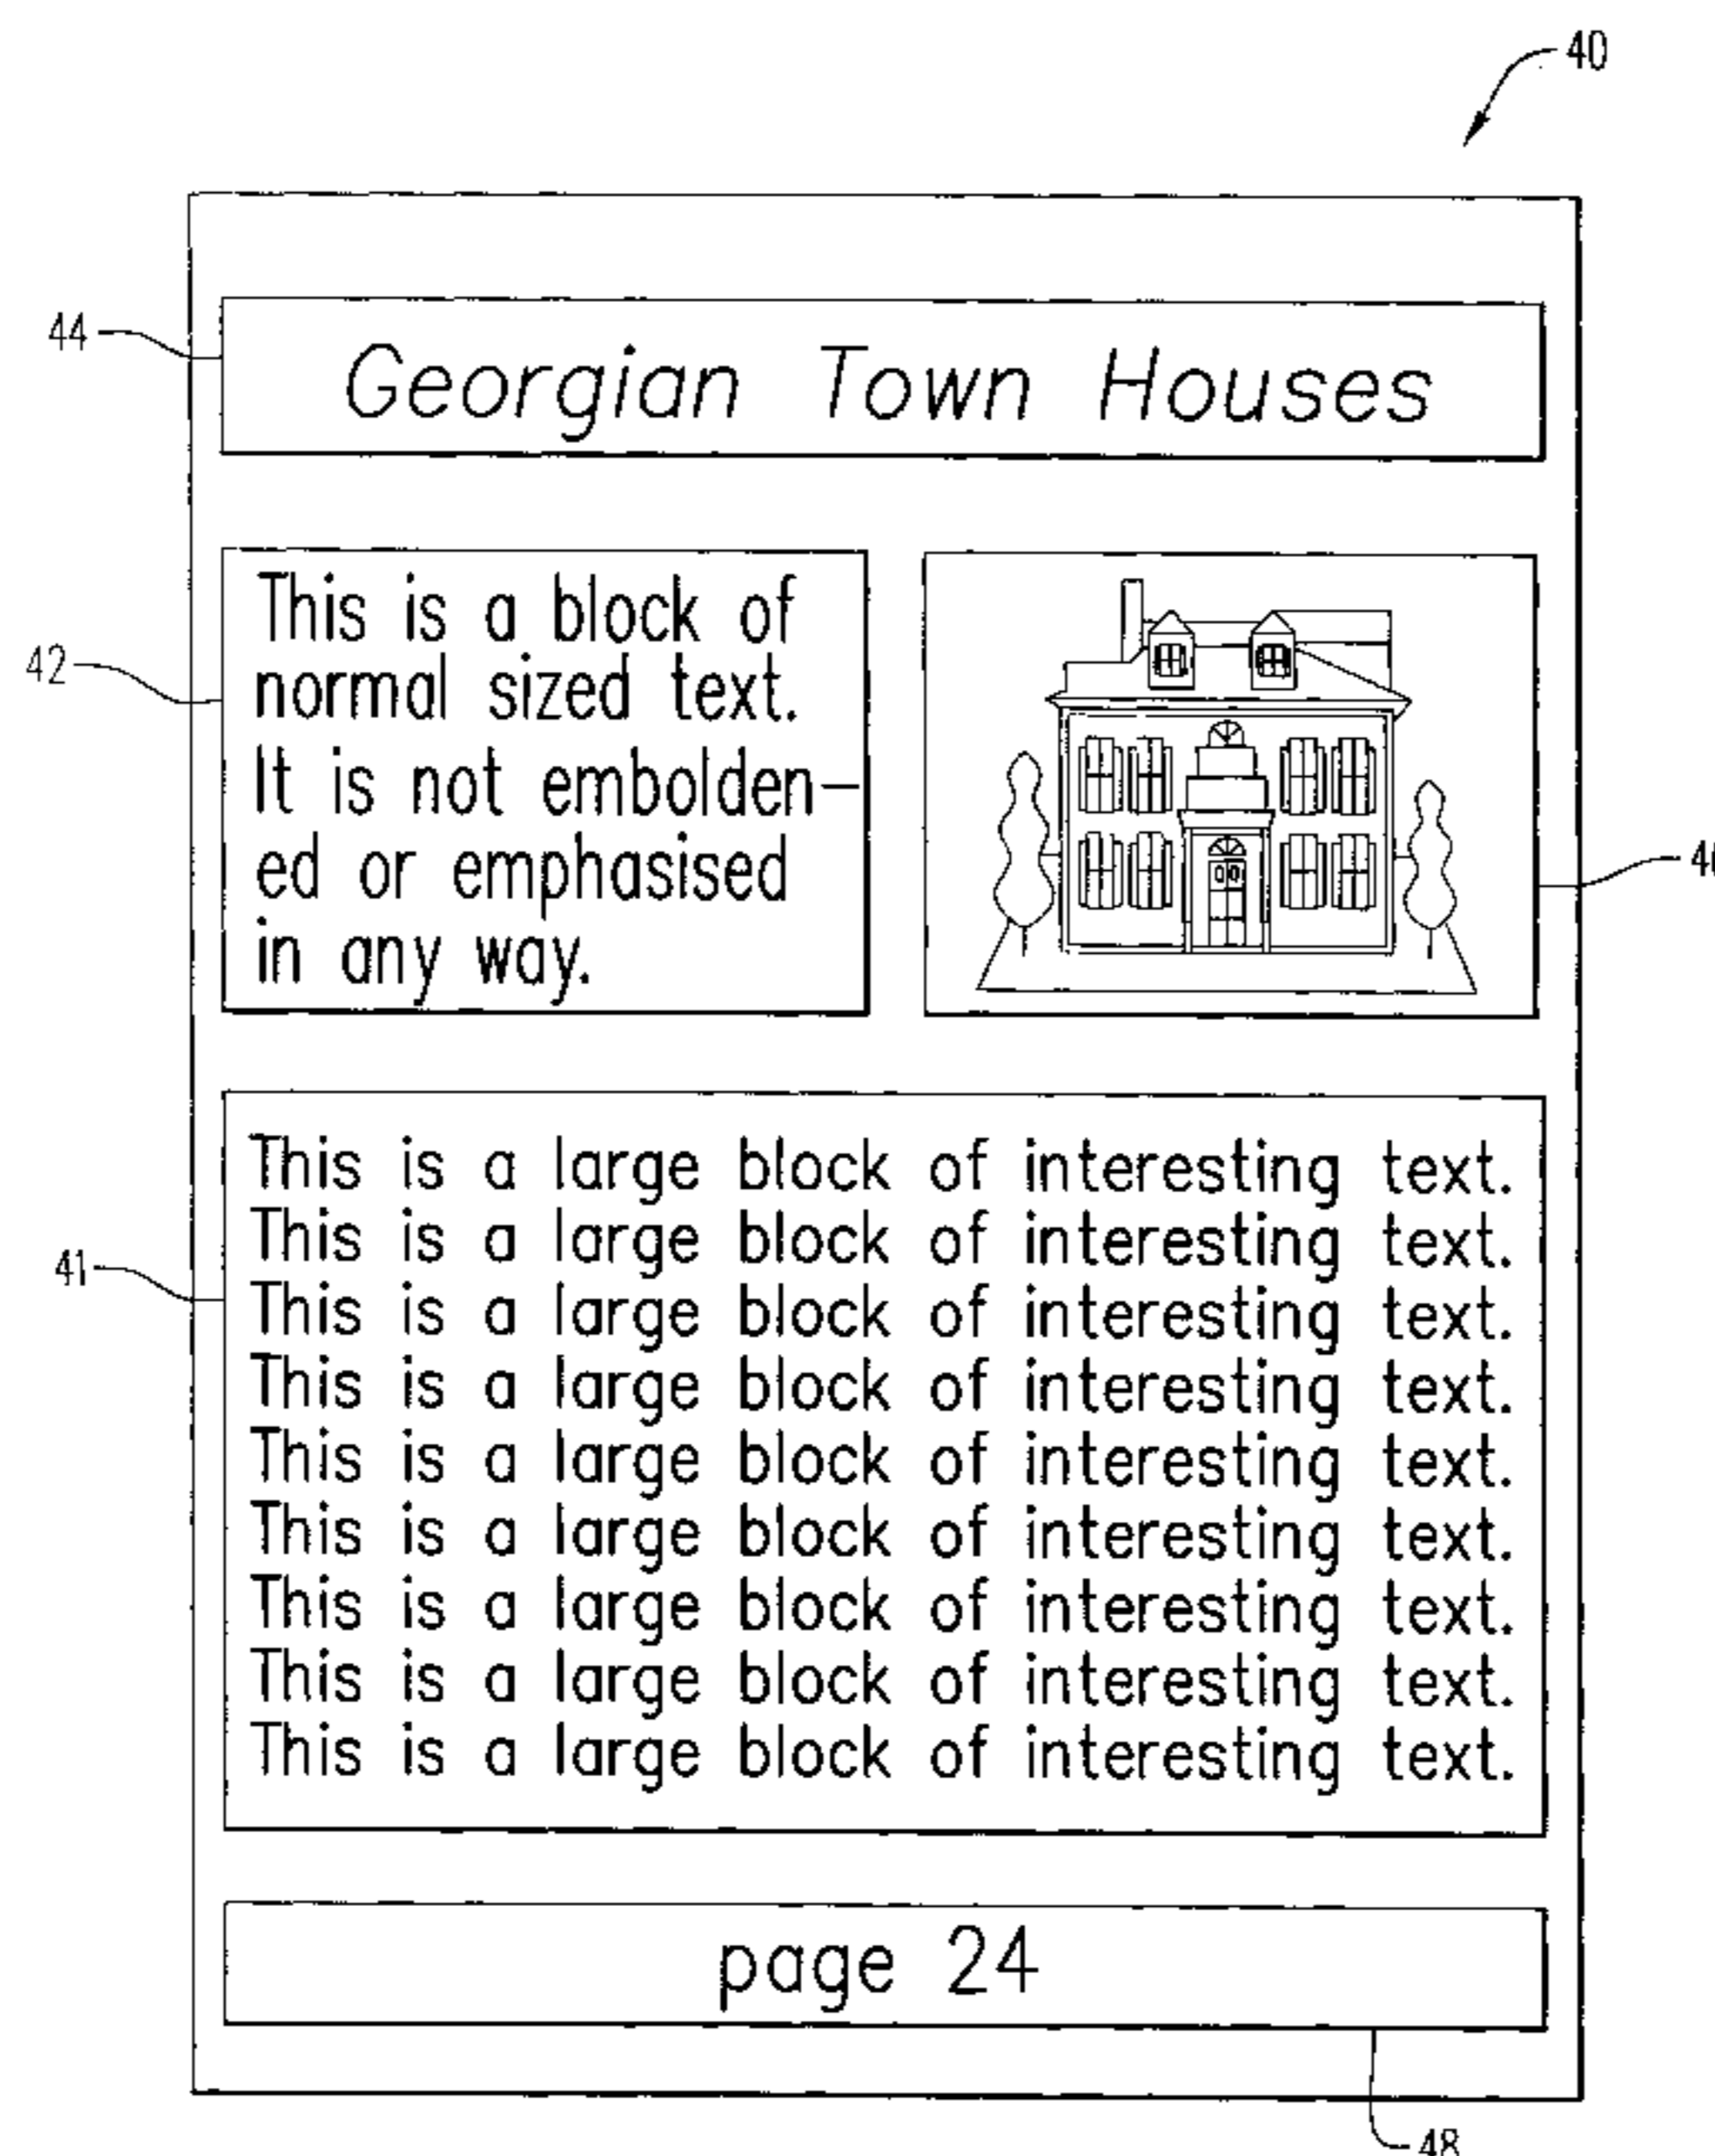 40
44
Georgian Town Houses
42
This is a block of
normal sized text.
It is not embolden-
ed or emphasised
in any way.
41
This is a large block of interesting text.
This is a large block of interesting text.
This is a large block of interesting text.
This is a large block of interesting text.
This is a large block of interesting text.
This is a large block of interesting text.
This is a large block of interesting text.
This is a large block of interesting text.
This is a large block of interesting text.
page 24
48